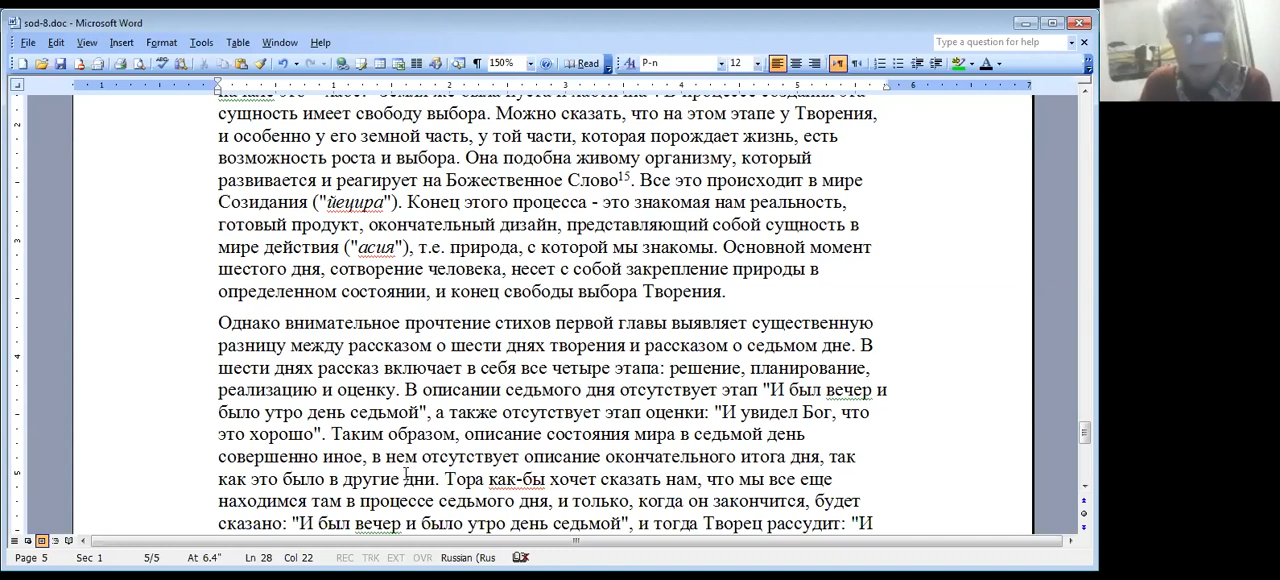 sod-8.doc - Microsoft Word
File Edit View Insert Format Tools Table Window Help Type a question for help
150% Read P-n 12
1 1 2 3 4 5 7
сущность имеет свободу выбора. Можно сказать, что на этом этапе у Творения,
и особенно у его земной часть, у той части, которая порождает жизнь, есть
возможность роста и выбора. Она подобна живому организму, который
развивается и реагирует на Божественное Слово15. Все это происходит в мире
Созидания ("йецира"). Конец этого процесса - это знакомая нам реальность,
готовый продукт, окончательный дизайн, представляющий собой сущность в
мире действия ("асия"), т.е. природа, с которой мы знакомы. Основной момент
шестого дня, сотворение человека, несет с собой закрепление природы в
определенном состоянии, и конец свободы выбора Творения.
Однако внимательное прочтение стихов первой главы выявляет существенную
разницу между рассказом о шести днях творения и рассказом о седьмом дне. В
шести днях рассказ включает в себя все четыре этапа: решение, планирование,
реализацию и оценку. В описании седьмого дня отсутствует этап "И был вечер и
было утро день седьмой", а также отсутствует этап оценки: "И увидел Бог, что
это хорошо". Таким образом, описание состояния мира в седьмой день
совершенно иное, в нем отсутствует описание окончательного итога дня, так
как это было в другие дни. Тора как-бы хочет сказать нам, что мы все еще
находимся там в процессе седьмого дня, и только, когда он закончится, будет
сказано: "И был вечер и было утро день седьмой", и тогда Творец рассудит: "И
Page 5 Sec 1 5/5 At 6.4" Ln 28 Col 22 REC TRK EXT OVR Russian (Rus